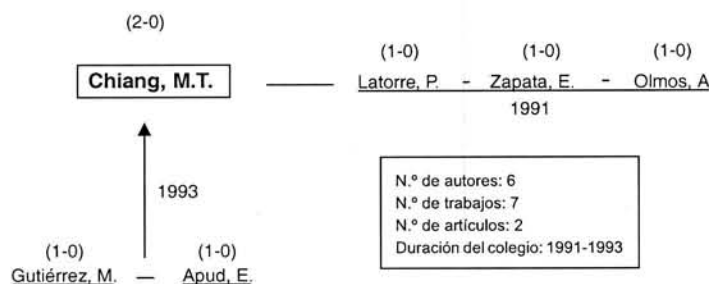 (2-0)
(1-0) (1-0) (1-0)
Chiang, M.T. Latorre, P. - Zapata, E. - Olmos, A
1991
1993
N.º de autores: 6
N.º de trabajos: 7
N.º de artículos: 2
Duración del colegio: 1991-1993
(1-0) (1-0)
Gutiérrez, M. — Apud, E.